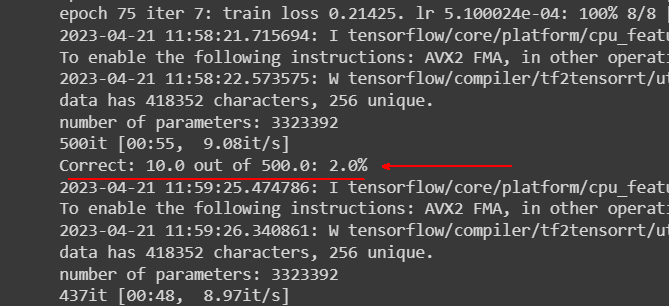 epoch 75 iter 7: train loss 0.21425. lr 5.100024e-04: 100% 8/8
2023-04-21 11:58:21.715694: I tensorflow/core/platform/cpu_featu
To enable the following instructions: AVX2 FMA, in other operati
2023-04-21 11:58:22.573575: W tensorflow/compiler/tf2tensorrt/ut
data has 418352 characters, 256 unique.
number of parameters: 3323392
500it [00:55, 9.08it/s]
Correct: 10.0 out of 500.0: 2.0%
2023-04-21 11:59:25.474786: I tensorflow/core/platform/cpu_featu
To enable the following instructions: AVX2 FMA, in other operati
2023-04-21 11:59:26.340861: W tensorflow/compiler/tf2tensorrt/ut
data has 418352 characters, 256 unique.
number of parameters: 3323392
437it [00:48, 8.97it/s]